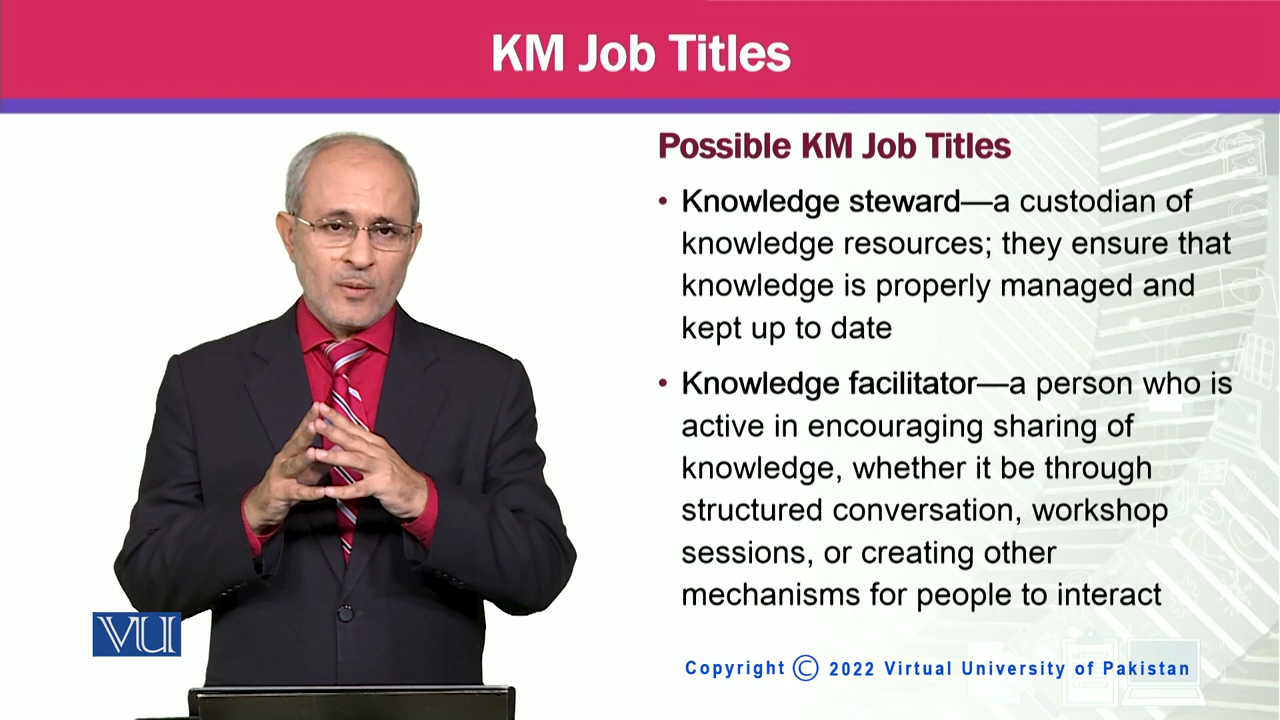 KM Job Titles
Possible KM Job Titles
• Knowledge steward—a custodian of
knowledge resources; they ensure that
knowledge is properly managed and
kept up to date
• Knowledge facilitator—a person who is
active in encouraging sharing of
knowledge, whether it be through
structured conversation, workshop
sessions, or creating other
mechanisms for people to interact
VU
Copyright © 2022 Virtual University of Pakistan